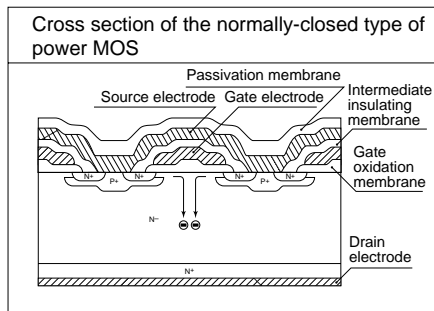 Cross section of the normally-closed type of
power MOS
Passivation membrane
Source electrode
Gate electrode
Intermediate
insulating
membrane
Gate
oxidation
membrane
N+
P+
N+
N+
P+
N+
N−
N+
Drain
electrode